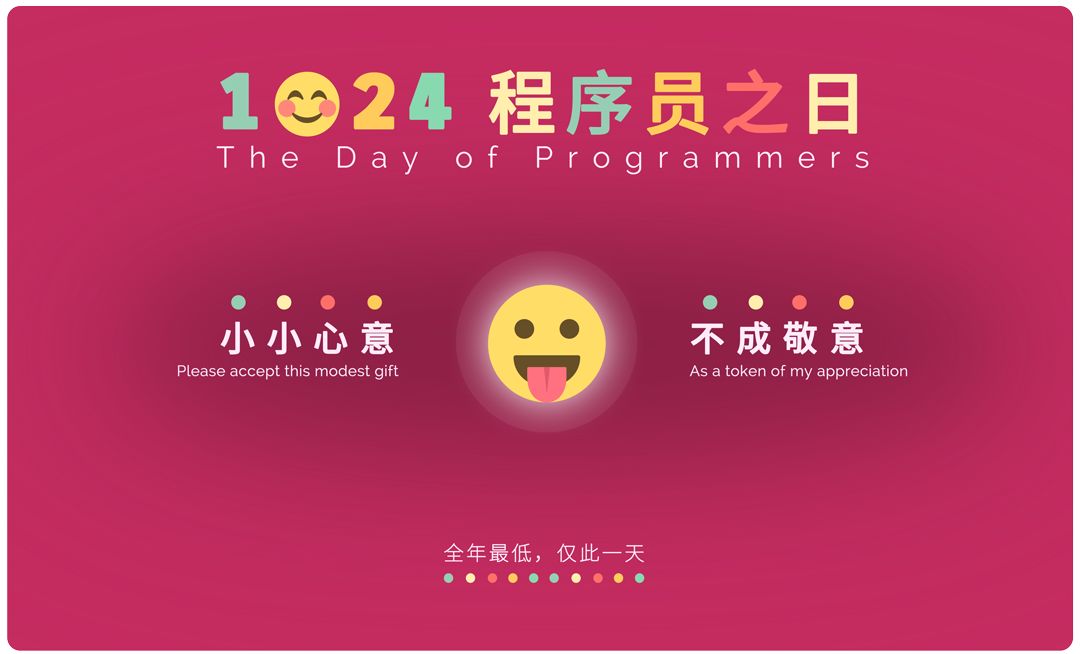 1024 程序员之日
The Day of Programmers
小小心意
Please accept this modest gift
不成敬意
As a token of my appreciation
全年最低，仅此一天